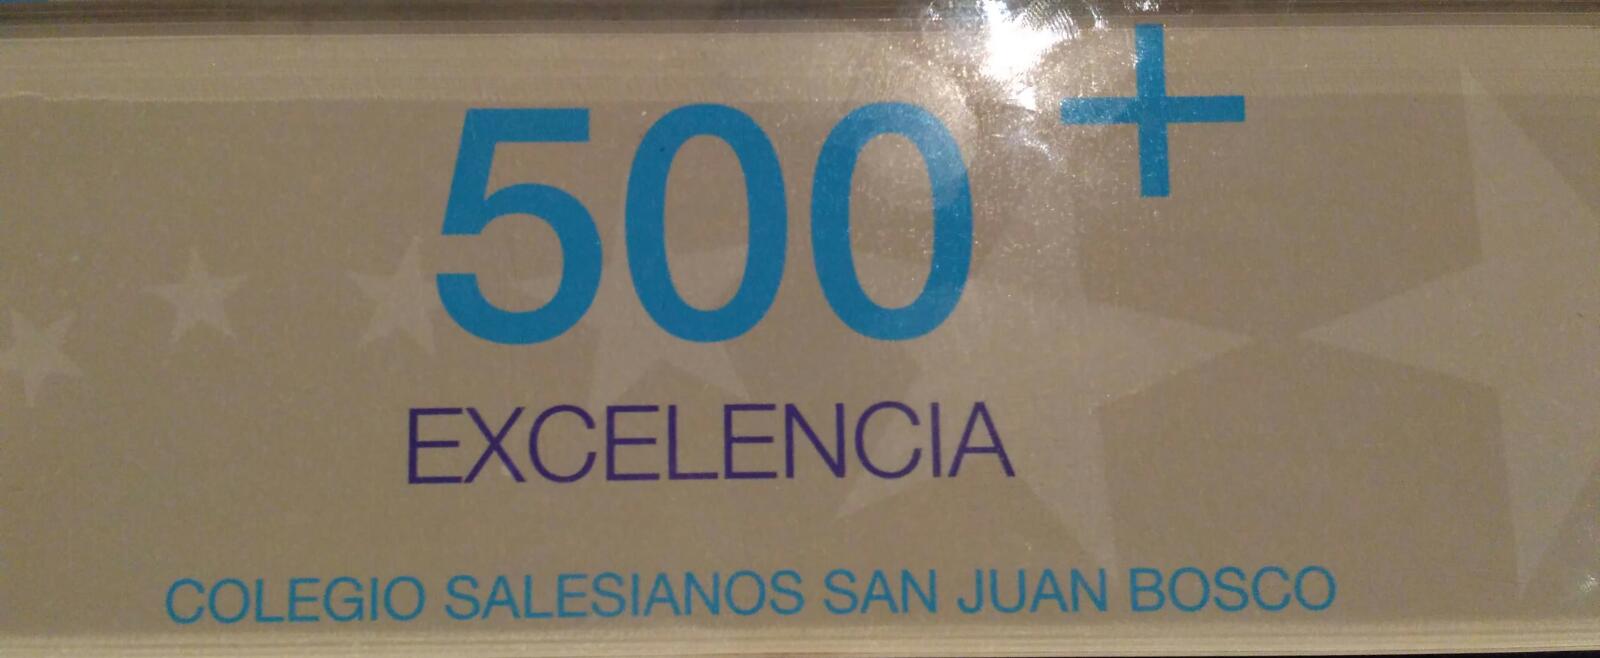 500+
EXCELENCIA
COLEGIO SALESIANOS SAN JUAN BOSCO